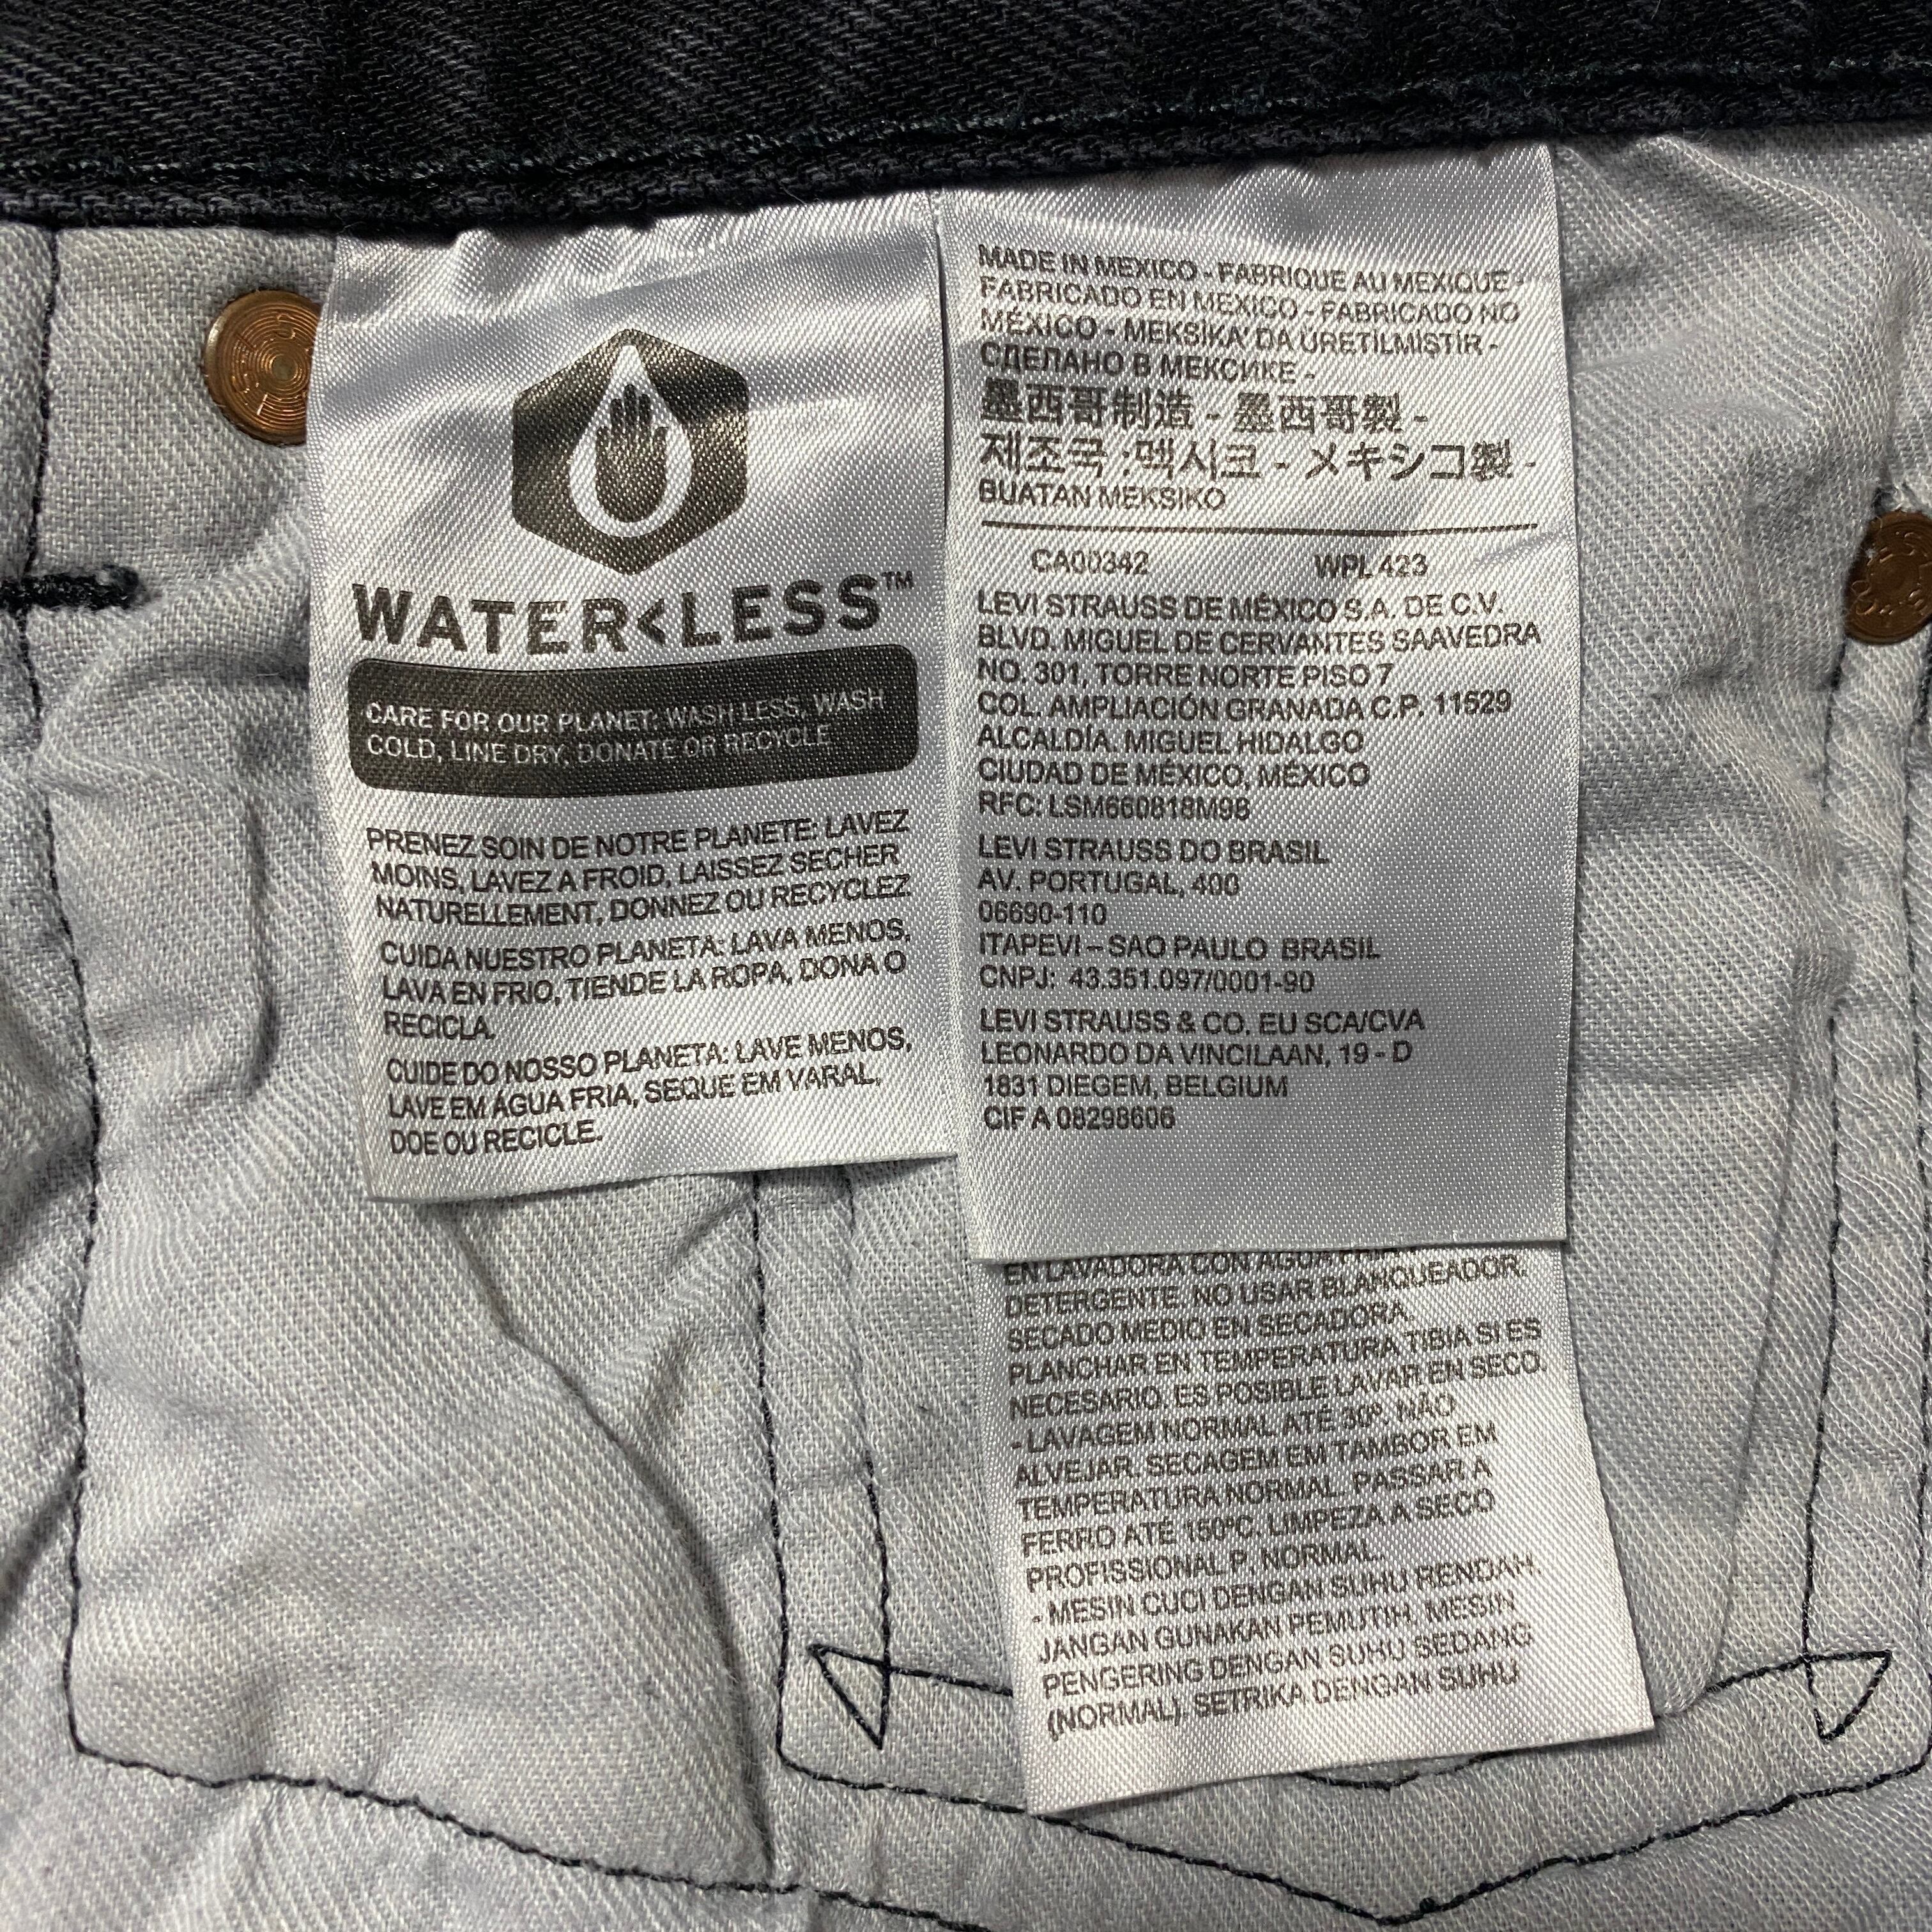 WATER<LESS™
CARE FOR OUR PLANET: WASH LESS, WASH
COLD, LINE DRY, DONATE OR RECYCLE
PRENEZ SOIN DE NOTRE PLANETE: LAVEZ
MOINS, LAVEZ A FROID, LAISSEZ SECHER
NATURELLEMENT, DONNEZ OU RECYCLEZ
CUIDA NUESTRO PLANETA: LAVA MENOS,
LAVA EN FRIO, TIENDE LA ROPA, DONA O
RECICLA.
CUIDE DO NOSSO PLANETA: LAVE MENOS,
LAVE EM ÁGUA FRIA, SEQUE EM VARAL,
DOE OU RECICLE.
MADE IN MEXICO - FABRIQUE AU MEXIQUE -
FABRICADO EN MEXICO - FABRICADO NO
MÉXICO - MEKSİKA' DA ÜRETİLMİŞTİR -
СДЕЛАНО В МЕКСИКЕ -
墨西哥制造 - 墨西哥製 -
제조국 :멕시코 - メキシコ製 -
BUATAN MEKSIKO
CA00342 WPL 423
LEVI STRAUSS DE MÉXICO S.A. DE C.V.
BLVD. MIGUEL DE CERVANTES SAAVEDRA
NO. 301, TORRE NORTE PISO 7
COL. AMPLIACIÓN GRANADA C.P. 11529
ALCALDÍA. MIGUEL HIDALGO
CIUDAD DE MÉXICO, MÉXICO
RFC: LSM660818M98
LEVI STRAUSS DO BRASIL
AV. PORTUGAL, 400
06690-110
ITAPEVI – SAO PAULO BRASIL
CNPJ: 43.351.097/0001-90
LEVI STRAUSS & CO. EU SCA/CVA
LEONARDO DA VINCILAAN, 19 - D
1831 DIEGEM, BELGIUM
CIF A 08298606
EN LAVADORA CON AGUA
DETERGENTE. NO USAR BLANQUEADOR.
SECADO MEDIO EN SECADORA.
PLANCHAR EN TEMPERATURA TIBIA SI ES
NECESARIO. ES POSIBLE LAVAR EN SECO.
- LAVAGEM NORMAL ATÉ 30º. NÃO
ALVEJAR. SECAGEM EM TAMBOR EM
TEMPERATURA NORMAL. PASSAR A
FERRO ATÉ 150ºC. LIMPEZA A SECO
PROFISSIONAL P, NORMAL.
- MESIN CUCI DENGAN SUHU RENDAH.
JANGAN GUNAKAN PEMUTIH. MESIN
PENGERING DENGAN SUHU SEDANG
(NORMAL). SETRIKA DENGAN SUHU